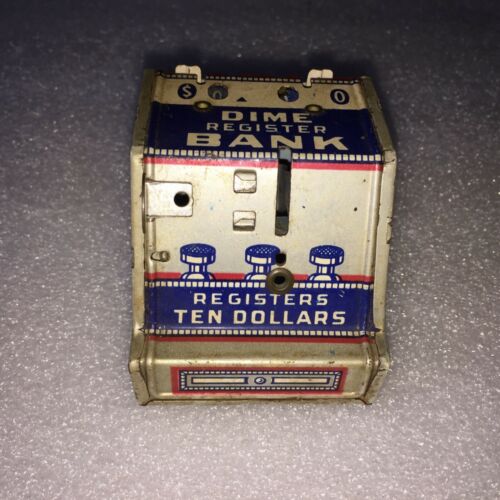 $ 0 0
DIME
REGISTER
BANK
REGISTERS
TEN DOLLARS